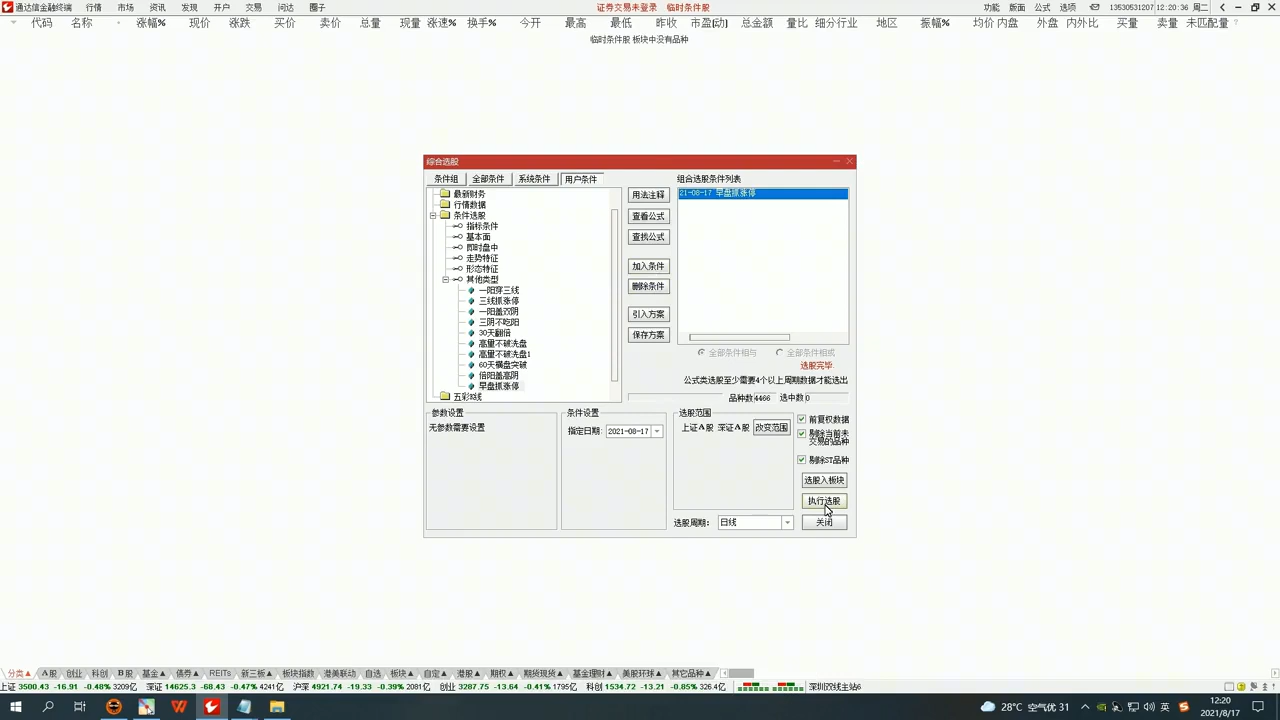 通达信金融终端 行情 市场 资讯 发现 开户 交易 问达 圈子 证券交易未登录 临时条件股 功能 版面 公式 选项 13530531207 12:20:36 周二
代码 名称 涨幅% 现价 涨跌 买价 卖价 总量 现量 涨速% 换手% 今开 最高 最低 昨收 市盈(动) 总金额 量比 细分行业 地区 振幅% 均价 内盘 外盘 内外比 买量 卖量 未匹配量 ?
临时条件股 板块中没有品种
综合选股
条件组 全部条件 系统条件 用户条件
最新财务
行情数据
条件选股
指标条件
基本面
即时盘中
走势特征
形态特征
其他类型
一阳穿三线
三线抓涨停
一阳盖双阴
三阴不吃阳
30天翻倍
高量不破洗盘
高量不破洗盘1
60天横盘突破
倍阳盖高阴
早盘抓涨停
五彩K线
用法注释
查看公式
查找公式
加入条件
删除条件
引入方案
保存方案
组合选股条件列表
21-08-17 早盘抓涨停
全部条件相与 全部条件相或
选股完毕.
公式类选股至少需要4个以上周期数据才能选出
品种数4466 选中数0
参数设置
无参数需要设置
条件设置
指定日期: 2021-08-17
选股范围
上证A股 深证A股 改变范围
前复权数据
剔除当前未
交易的品种
剔除ST品种
选股入板块
执行选股
选股周期: 日线 关闭
分类▲ A股 创业 科创 B股 基金▲ 债券▲ REITs 新三板▲ 板块指数 港美联动 自选 板块▲ 自定▲ 港股▲ 期权▲ 期货现货▲ 基金理财▲ 美股环球▲ 其它品种▲
上证 3500.43 -16.91 -0.48% 3209亿 深证 14625.3 -68.43 -0.47% 4241亿 沪深 4921.74 -19.33 -0.39% 2081亿 创业 3287.75 -13.64 -0.41% 1795亿 科创 1534.72 -13.21 -0.85% 326.4亿 深圳双线主站6
28°C 空气优 31 英 12:20
2021/8/17